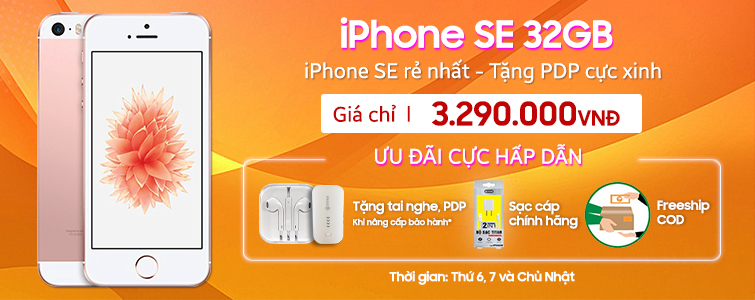 iPhone SE 32GB
iPhone SE rẻ nhất - Tặng PDP cực xinh
Giá chỉ | 3.290.000VNĐ
ƯU ĐÃI CỰC HẤP DẪN
Tặng tai nghe, PDP
Khi nâng cấp bảo hành*
Sạc cáp
chính hãng
Freeship
COD
Thời gian: Thứ 6, 7 và Chủ Nhật